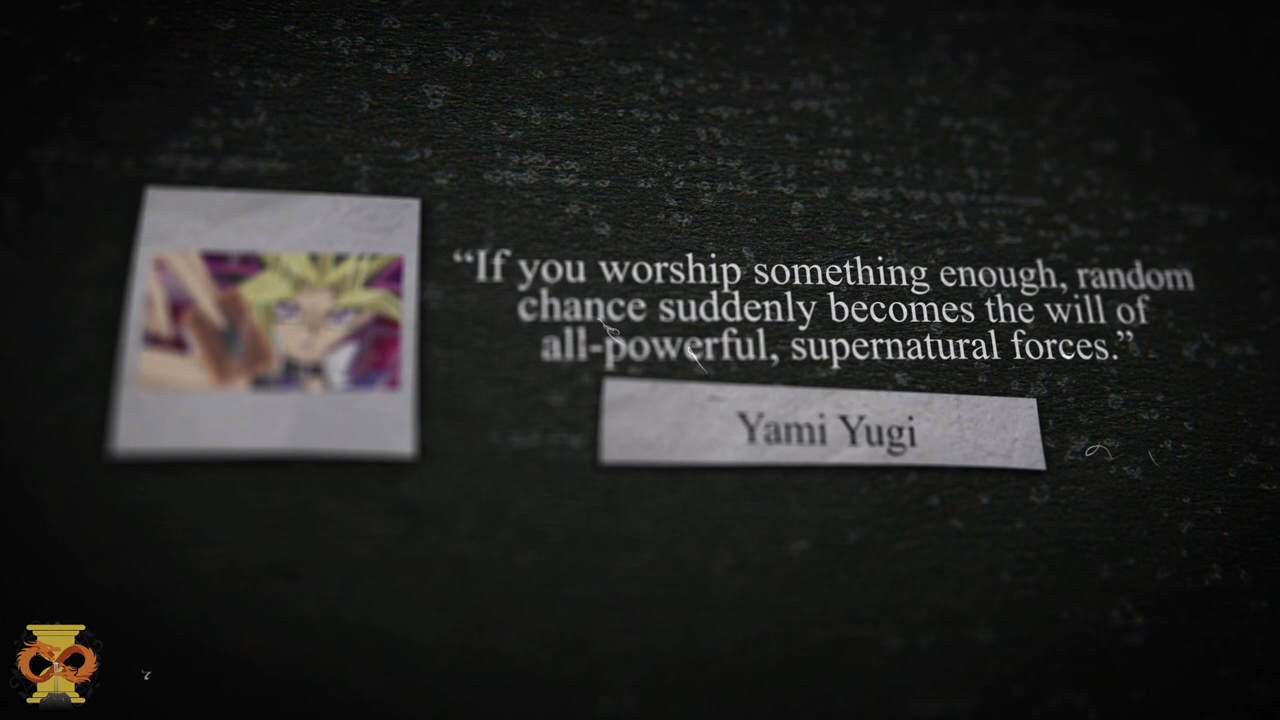 “If you worship something enough, random
chance suddenly becomes the will of
all-powerful, supernatural forces.”
Yami Yugi